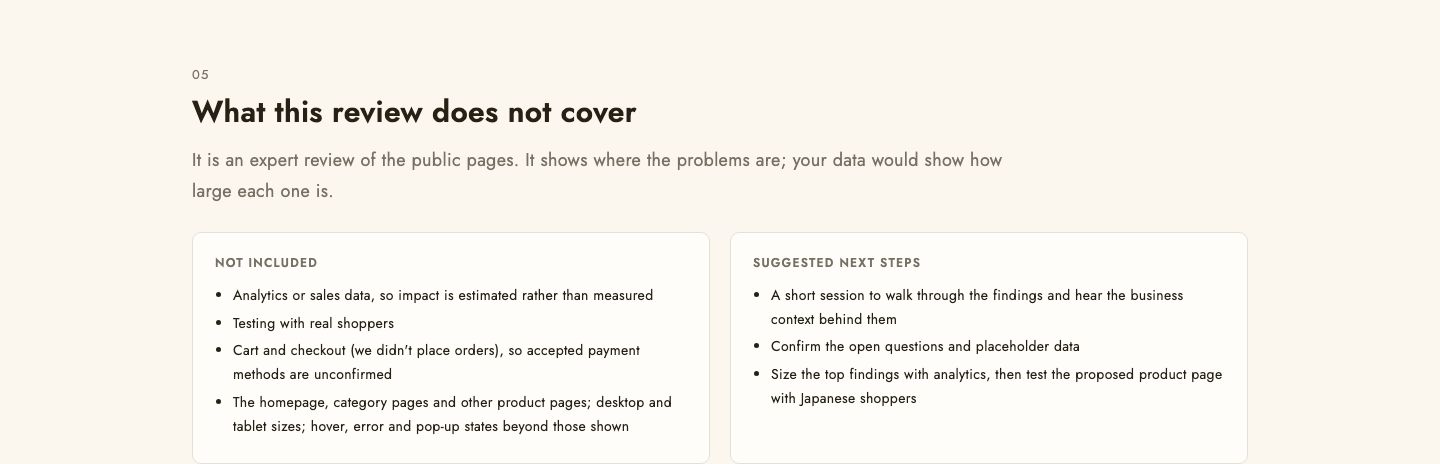 05
What this review does not cover
It is an expert review of the public pages. It shows where the problems are; your data would show how
large each one is.
NOT INCLUDED
• Analytics or sales data, so impact is estimated rather than measured
• Testing with real shoppers
• Cart and checkout (we didn't place orders), so accepted payment
methods are unconfirmed
• The homepage, category pages and other product pages; desktop and
tablet sizes; hover, error and pop-up states beyond those shown
SUGGESTED NEXT STEPS
• A short session to walk through the findings and hear the business
context behind them
• Confirm the open questions and placeholder data
• Size the top findings with analytics, then test the proposed product page
with Japanese shoppers